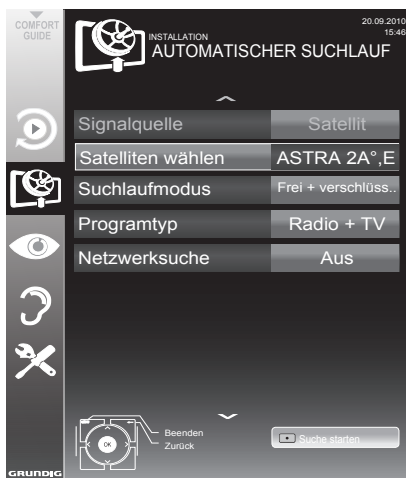 COMFORT
GUIDE
20.09.2010
15:46
INSTALLATION
AUTOMATISCHER SUCHLAUF
Signalquelle Satellit
Satelliten wählen ASTRA 2A°,E
Suchlaufmodus Frei + verschlüss..
Programtyp Radio + TV
Netzwerksuche Aus
OK
Beenden
Zurück
Suche starten
GRUNDIG